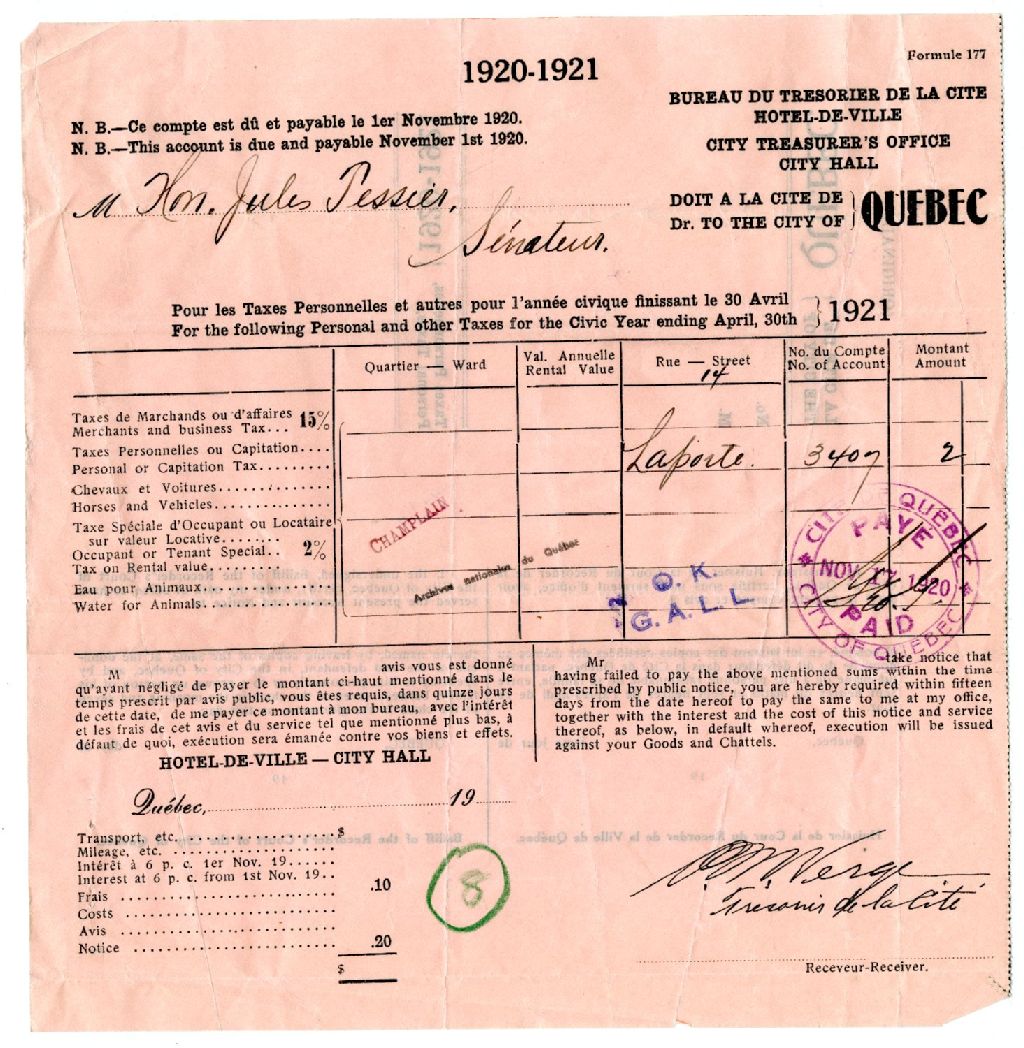 Formule 177
1920-1921
BUREAU DU TRESORIER DE LA CITE
HOTEL-DE-VILLE
CITY TREASURER'S OFFICE
CITY HALL
N. B.—Ce compte est dû et payable le 1er Novembre 1920.
N. B.—This account is due and payable November 1st 1920.
M Hon. Jules Tessier,
Sénateur.
DOIT A LA CITE DE
Dr. TO THE CITY OF
QUEBEC
Pour les Taxes Personnelles et autres pour l'année civique finissant le 30 Avril
For the following Personal and other Taxes for the Civic Year ending April, 30th
1921
Quartier — Ward
Val. Annuelle
Rental Value
Rue — Street
14
No. du Compte
No. of Account
Montant
Amount
Taxes de Marchands ou d'affaires
Merchants and business Tax... 15%
Taxes Personnelles ou Capitation....
Personal or Capitation Tax.........
Laporte. 3407 2
Chevaux et Voitures..............
Horses and Vehicles...............
Taxe Spéciale d'Occupant ou Locataire
sur valeur Locative........
Occupant or Tenant Special.. 2%
Tax on Rental value.........
Eau pour Animaux................
Water for Animals................
CHAMPLAIN
Archives nationales du Québec
O. K.
G. A. L. L.
CITÉ DE QUÉBEC
PAYÉ
NOV 17 1920
PAID
CITY OF QUÉBEC
M avis vous est donné
qu'ayant négligé de payer le montant ci-haut mentionné dans le
temps prescrit par avis public, vous êtes requis, dans quinze jours
de cette date, de me payer ce montant à mon bureau, avec l'intérêt
et les frais de cet avis et du service tel que mentionné plus bas, à
défaut de quoi, exécution sera émanée contre vos biens et effets.
HOTEL-DE-VILLE — CITY HALL
Mr take notice that
having failed to pay the above mentioned sums within the time
prescribed by public notice, you are hereby required within fifteen
days from the date hereof to pay the same to me at my office,
together with the interest and the cost of this notice and service
thereof, as below, in default whereof, execution will be issued
against your Goods and Chattels.
Québec, 19
Transport, etc. $
Mileage, etc.
Intérêt à 6 p. c. 1er Nov. 19......
Interest at 6 p. c. from 1st Nov. 19..
Frais .10
Costs
Avis
Notice .20
$
8
Verge
Trésorier de la Cité
Receveur-Receiver.